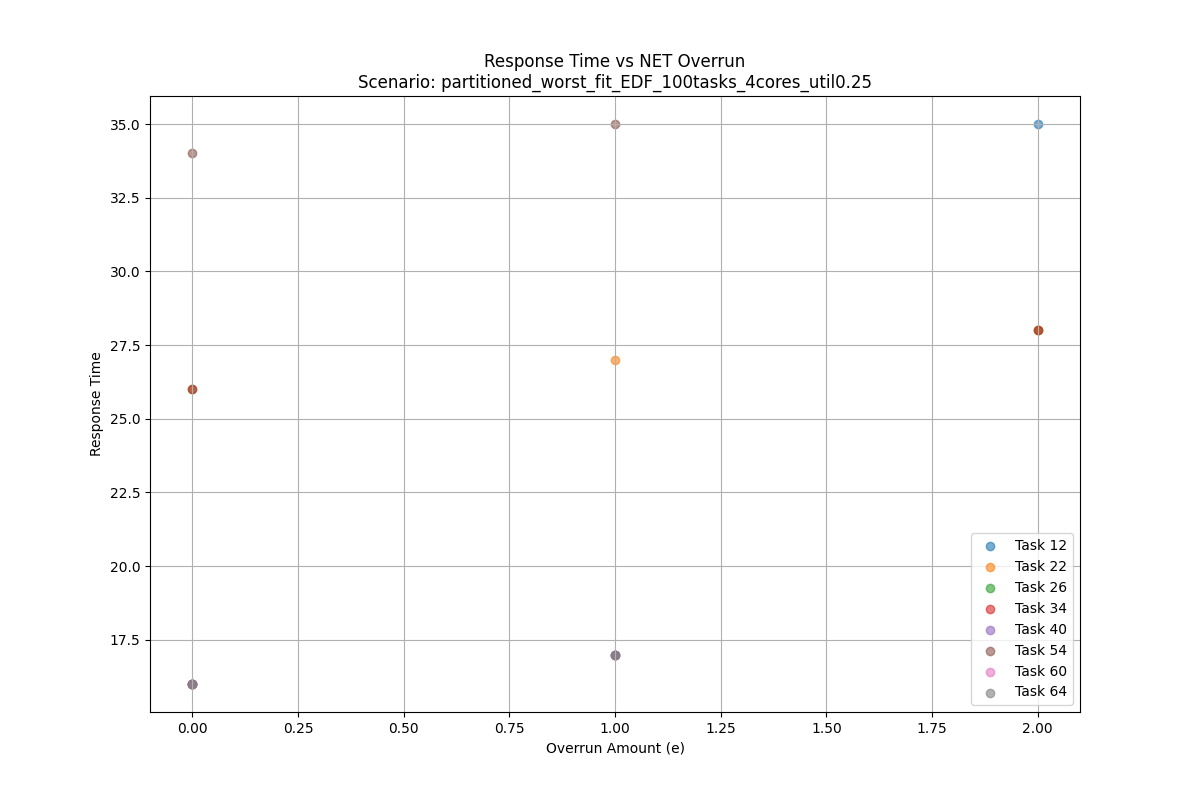 Response Time vs NET Overrun
Scenario: partitioned_worst_fit_EDF_100tasks_4cores_util0.25
35.0
32.5
30.0
27.5
25.0
22.5
20.0
17.5
Response Time
Task 12
Task 22
Task 26
Task 34
Task 40
Task 54
Task 60
Task 64
0.00 0.25 0.50 0.75 1.00 1.25 1.50 1.75 2.00
Overrun Amount (e)